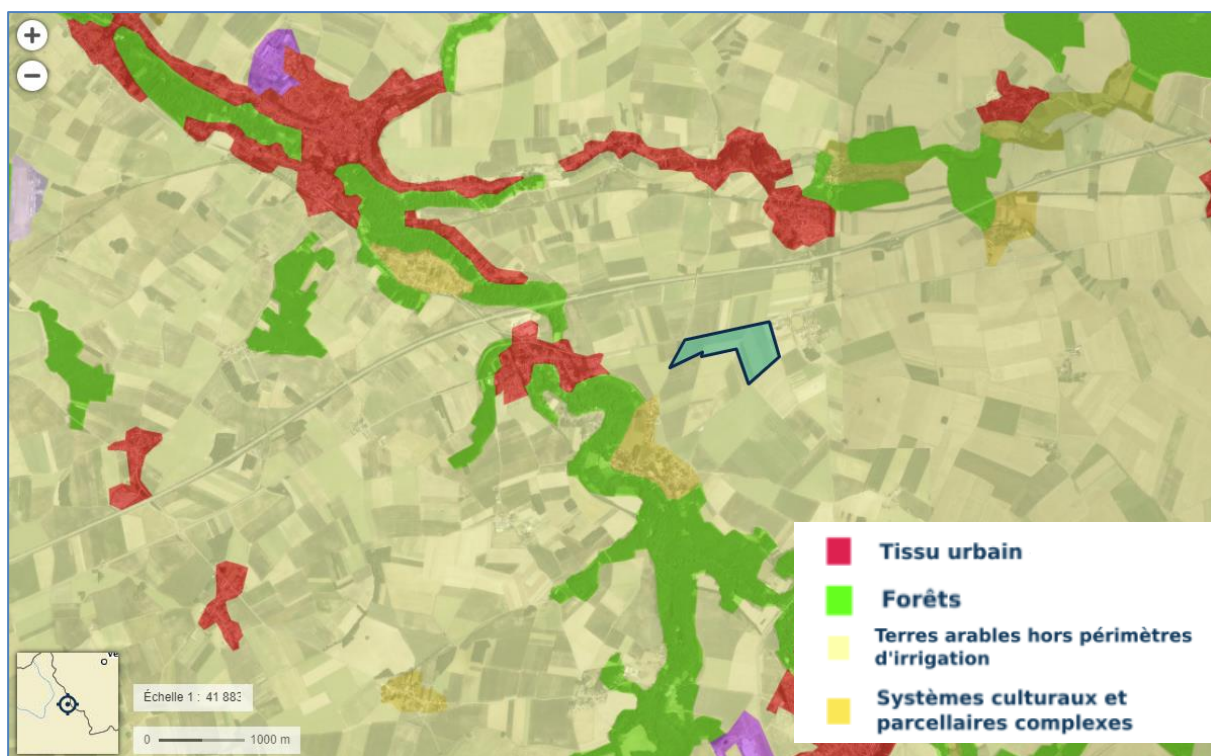 +
−
Tissu urbain
Forêts
Terres arables hors périmètres
d'irrigation
Systèmes culturaux et
parcellaires complexes
Échelle 1 : 41 883
0 1000 m